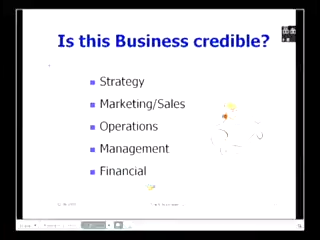 Is this Business credible?
Strategy
Marketing/Sales
Operations
Management
Financial